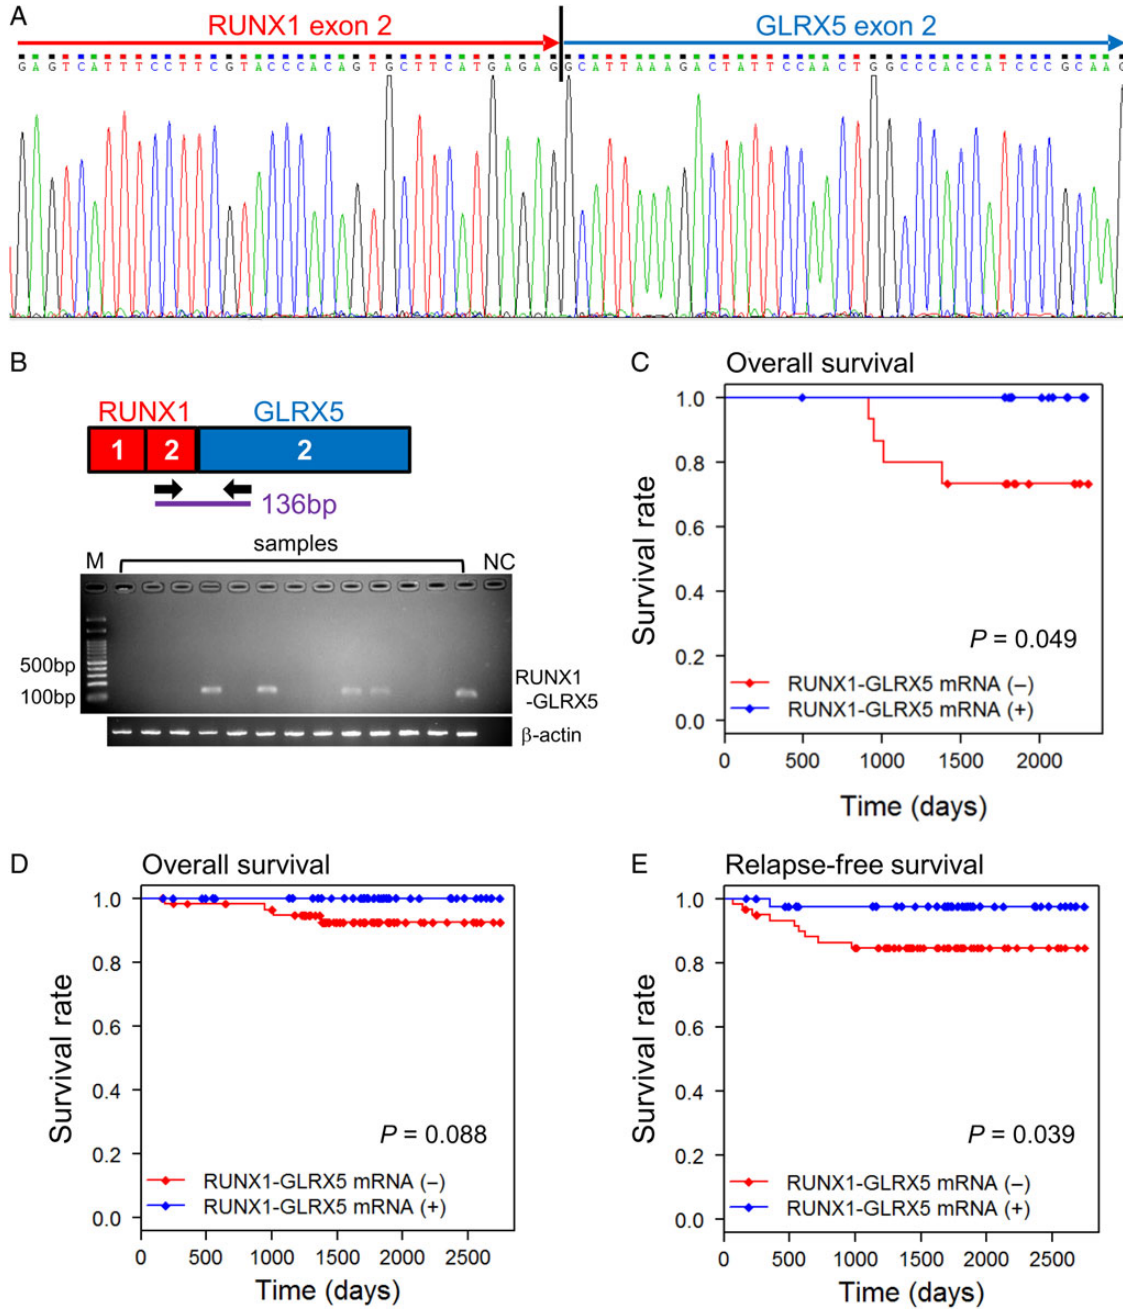 A
RUNX1 exon 2
GLRX5 exon 2
GAGTCATTTCCTTCGTACCCACAGTGCTTCATGAGAGGCATTAAAGACTATTCCAACTGGCCCACCATCCCGCAAG
B
RUNX1
GLRX5
1
2
2
136bp
samples
M
NC
500bp
100bp
RUNX1
-GLRX5
β-actin
C
Overall survival
Survival rate
1.0
0.8
0.6
0.4
0.2
0.0
P = 0.049
RUNX1-GLRX5 mRNA (–)
RUNX1-GLRX5 mRNA (+)
0 500 1000 1500 2000
Time (days)
D
Overall survival
Survival rate
1.0
0.8
0.6
0.4
0.2
0.0
P = 0.088
RUNX1-GLRX5 mRNA (–)
RUNX1-GLRX5 mRNA (+)
0 500 1000 1500 2000 2500
Time (days)
E
Relapse-free survival
Survival rate
1.0
0.8
0.6
0.4
0.2
0.0
P = 0.039
RUNX1-GLRX5 mRNA (–)
RUNX1-GLRX5 mRNA (+)
0 500 1000 1500 2000 2500
Time (days)